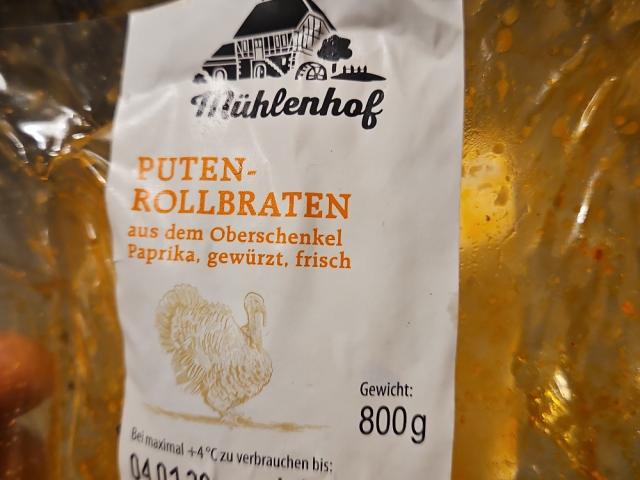 Mühlenhof
PUTEN-
ROLLBRATEN
aus dem Oberschenkel
Paprika, gewürzt, frisch
Gewicht:
800g
Bei maximal +4°C zu verbrauchen bis: